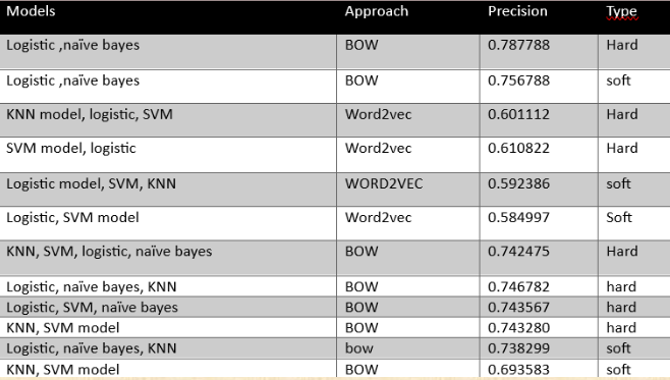 Models Approach Precision Type
Logistic ,naïve bayes BOW 0.787788 Hard
Logistic ,naïve bayes BOW 0.756788 soft
KNN model, logistic, SVM Word2vec 0.601112 Hard
SVM model, logistic Word2vec 0.610822 Hard
Logistic model, SVM, KNN WORD2VEC 0.592386 soft
Logistic, SVM model Word2vec 0.584997 Soft
KNN, SVM, logistic, naïve bayes BOW 0.742475 Hard
Logistic, naïve bayes, KNN BOW 0.746782 hard
Logistic, SVM, naïve bayes BOW 0.743567 hard
KNN, SVM model BOW 0.743280 hard
Logistic, naïve bayes, KNN bow 0.738299 soft
KNN, SVM model BOW 0.693583 soft